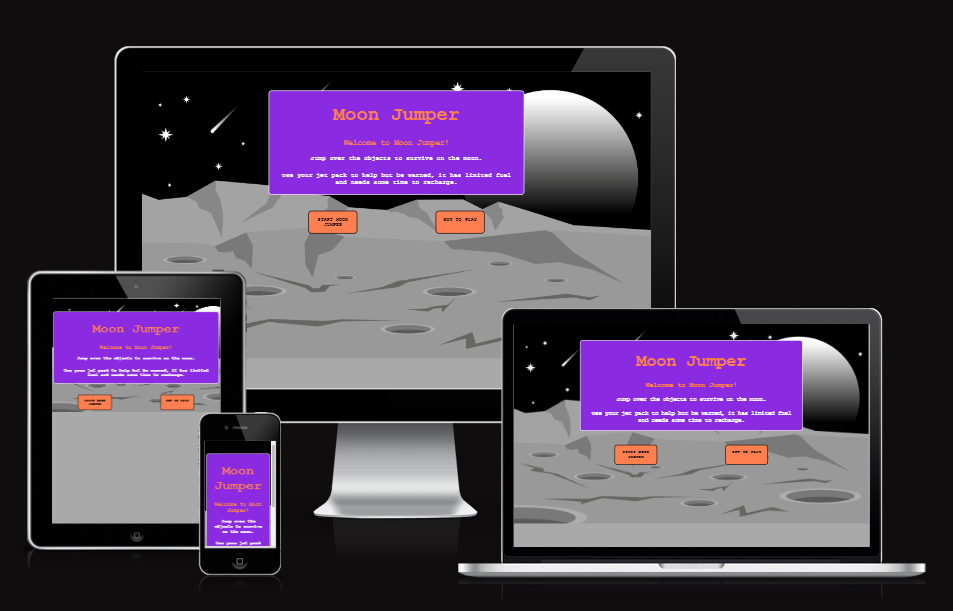 Moon Jumper
Welcome to Moon Jumper!
Jump over the objects to survive on the moon.
Use your jet pack to help but be warned, it has limited fuel
and needs some time to recharge.
START MOON
JUMPER
HOW TO PLAY
Moon Jumper
Welcome to Moon Jumper!
Jump over the objects to survive on the moon.
Use your jet pack to help but be warned, it has limited
fuel and needs some time to recharge.
START MOON
JUMPER
HOW TO PLAY
Moon
Jumper
Welcome to Moon
Jumper!
Jump over the
objects to survive
on the moon.
Use your jet pack
Moon Jumper
Welcome to Moon Jumper!
Jump over the objects to survive on the moon.
Use your jet pack to help but be warned, it has limited fuel
and needs some time to recharge.
START MOON
JUMPER
HOW TO PLAY